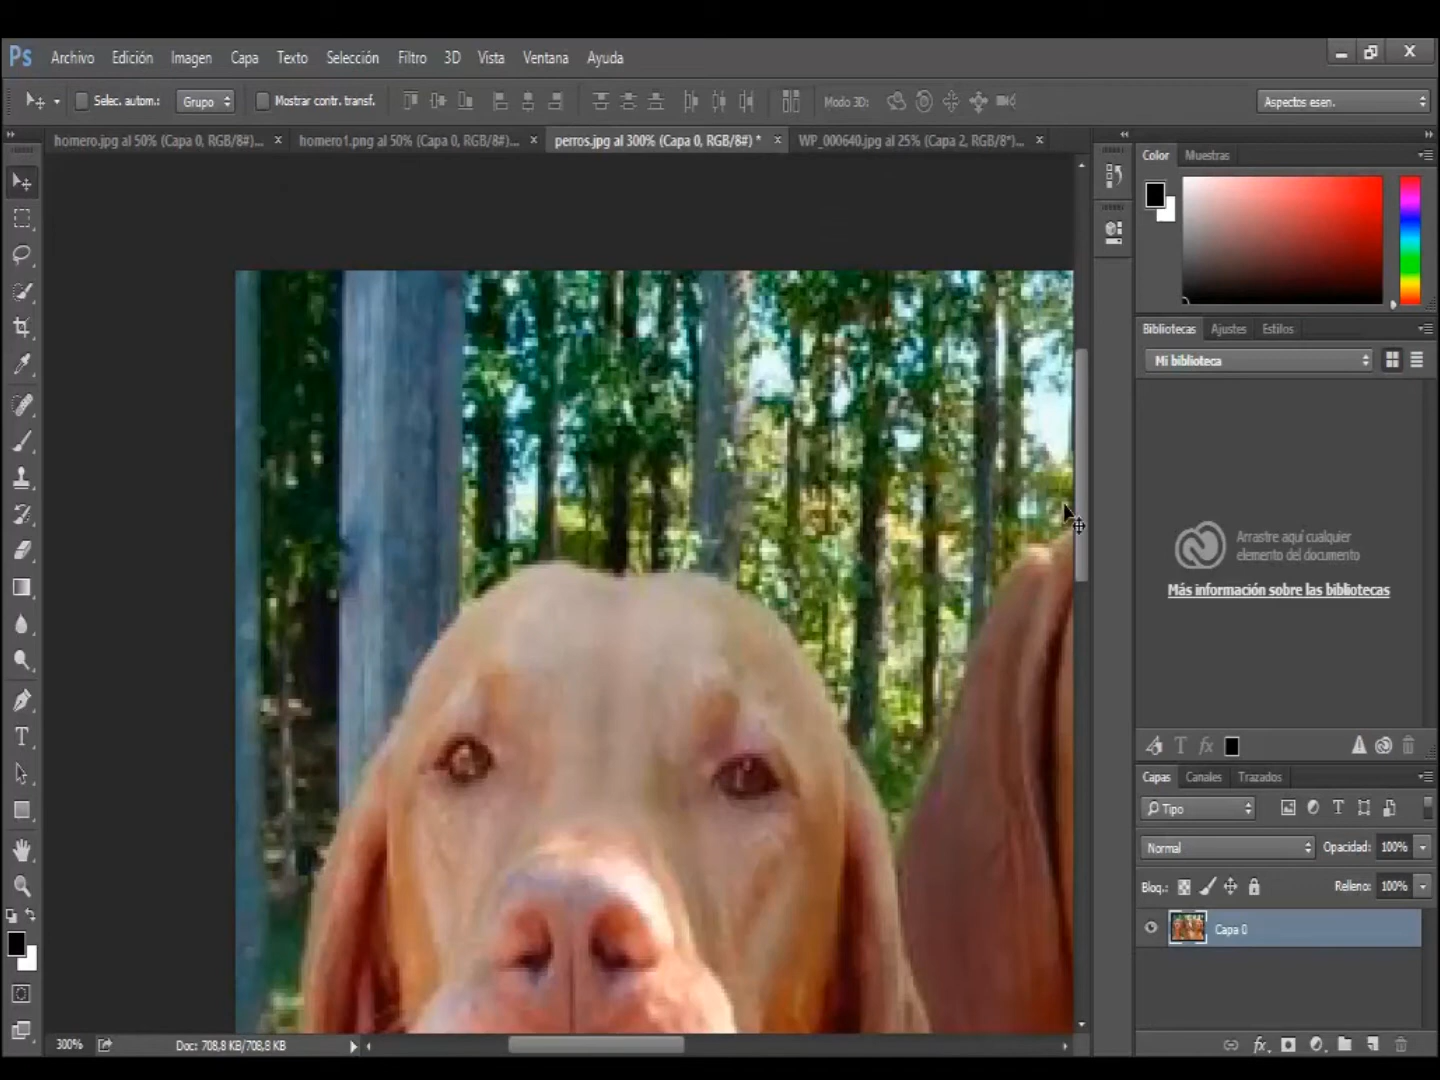 Ps Archivo Edición Imagen Capa Texto Selección Filtro 3D Vista Ventana Ayuda
Selec. autom.: Grupo Mostrar contr. transf. Modo 3D: Aspectos esen.
homero.jpg al 50% (Capa 0, RGB/8#)... homero1.png al 50% (Capa 0, RGB/8#)... perros.jpg al 300% (Capa 0, RGB/8#) * WP_000640.jpg al 25% (Capa 2, RGB/8*)...
Color Muestras
Bibliotecas Ajustes Estilos
Mi biblioteca
Arrastre aquí cualquier
elemento del documento
Más información sobre las bibliotecas
Capas Canales Trazados
Tipo
Normal Opacidad: 100%
Bloq.: Relleno: 100%
Capa 0
300% Doc: 708,8 KB/708,8 KB